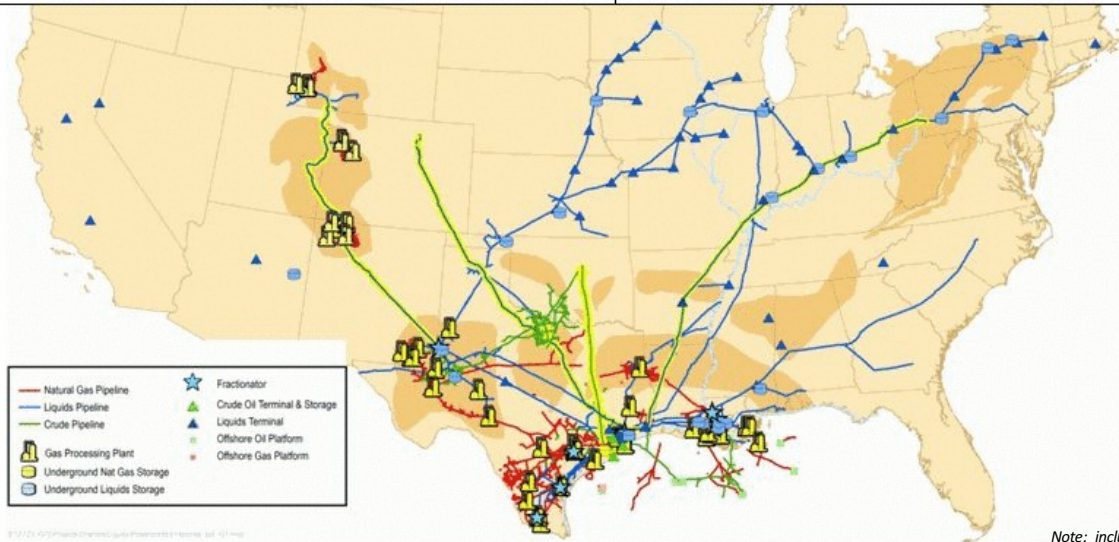 Natural Gas Pipeline
Liquids Pipeline
Crude Pipeline
Gas Processing Plant
Underground Nat Gas Storage
Underground Liquids Storage
Fractionator
Crude Oil Terminal & Storage
Liquids Terminal
Offshore Oil Platform
Offshore Gas Platform
Note: incl